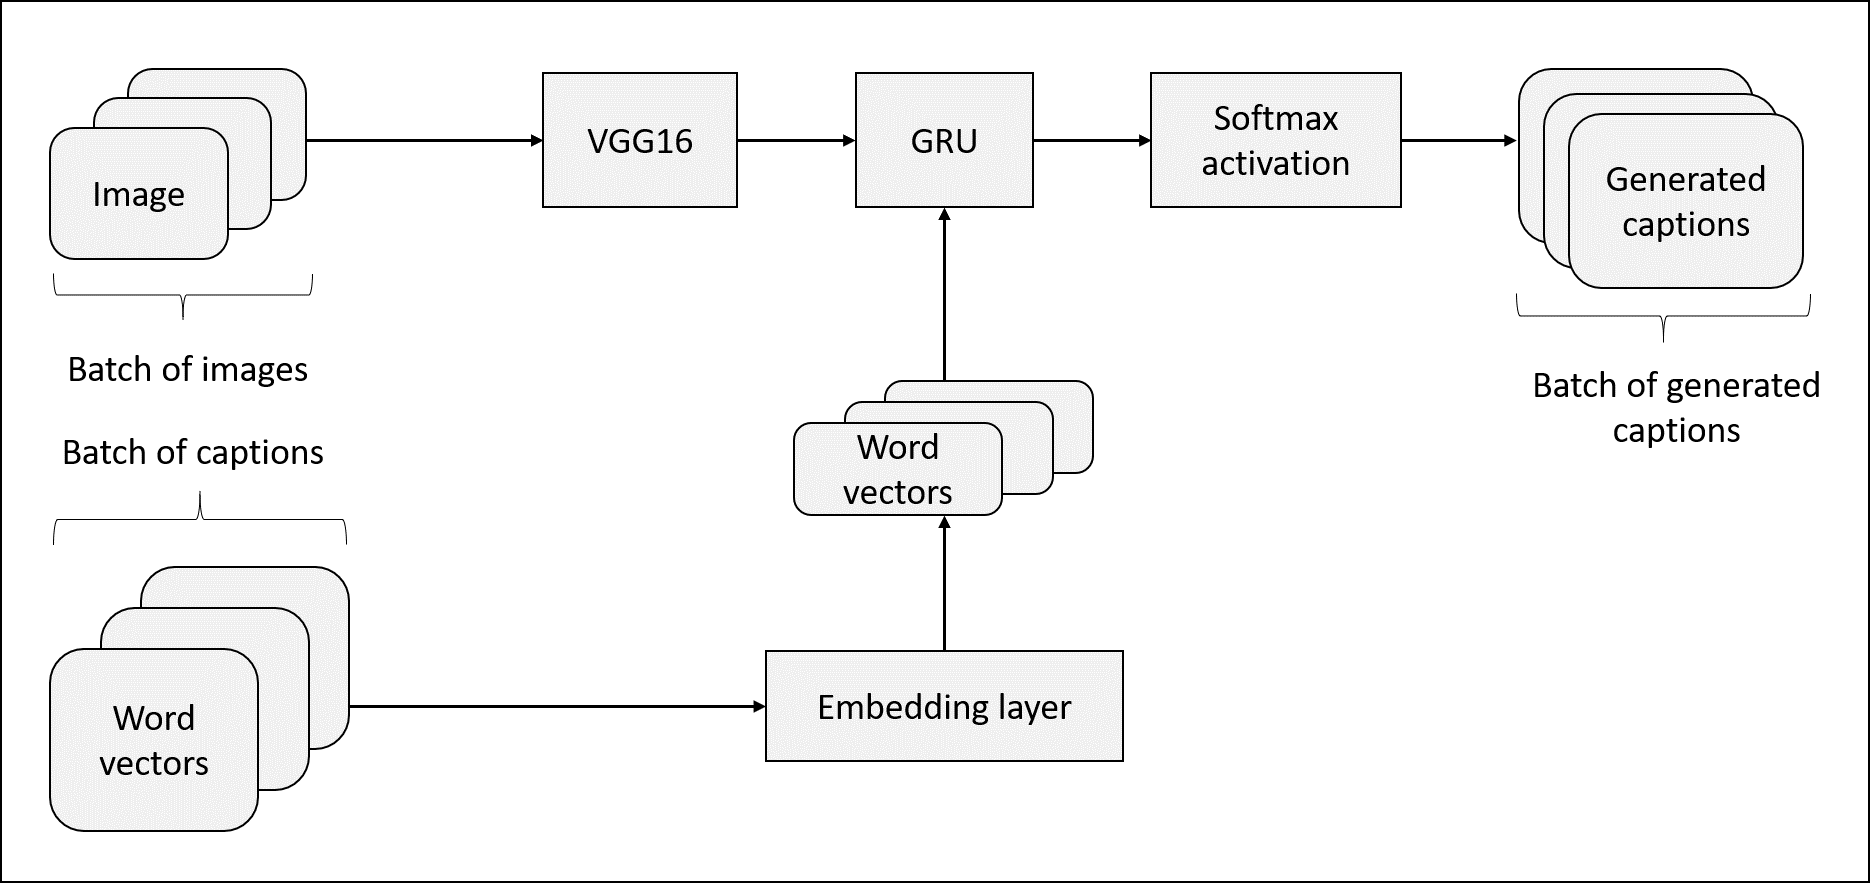 Image
VGG16
GRU
Softmax
activation
Generated
captions
Batch of images
Batch of generated
captions
Batch of captions
Word
vectors
Word
vectors
Embedding layer